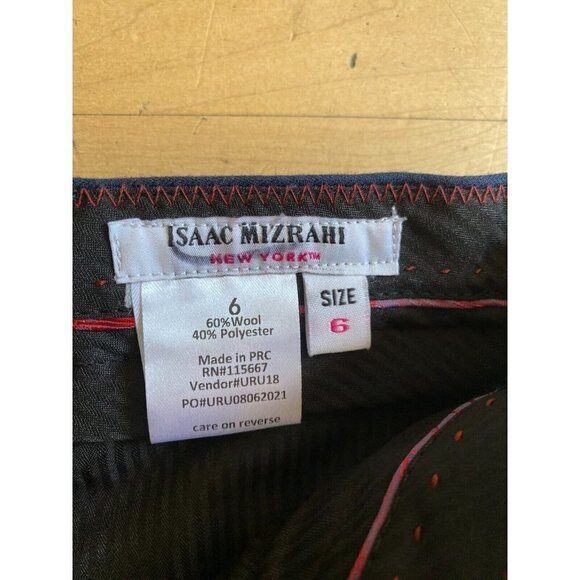 ISAAC MIZRAHI
NEW YORK™
SIZE
6
6
60%Wool
40% Polyester
Made in PRC
RN#115667
Vendor#URU18
PO#URU08062021
care on reverse